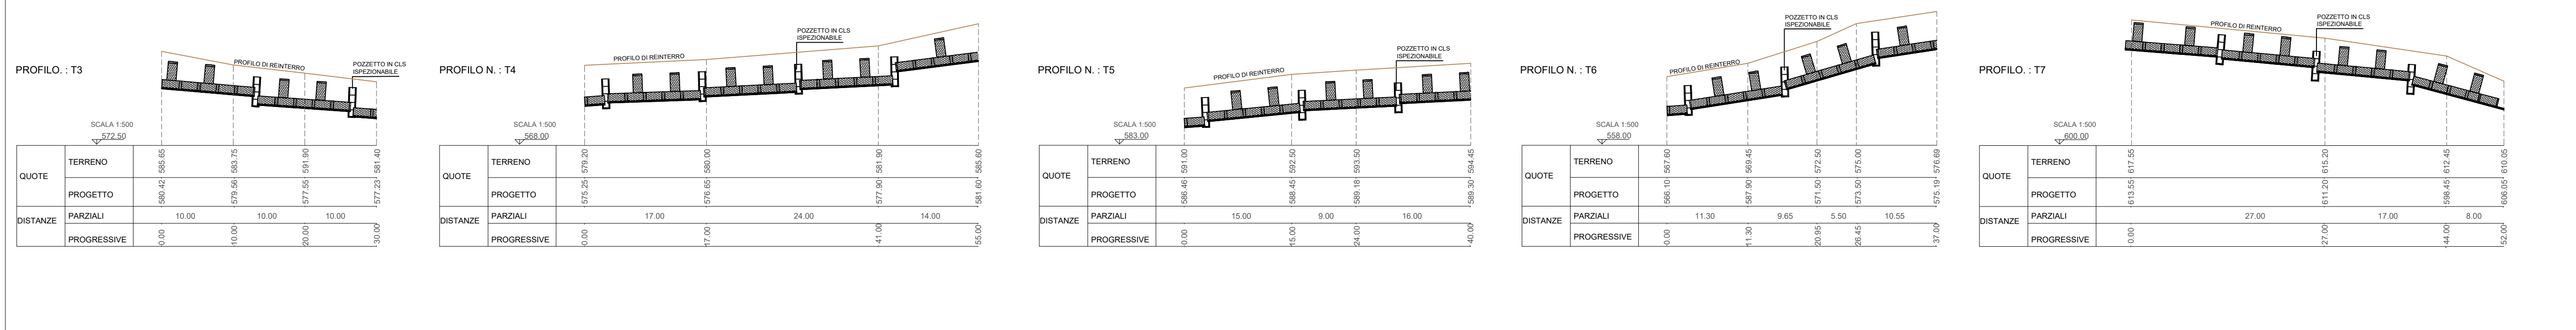 PROFILO. : T3
PROFILO DI REINTERRO
POZZETTO IN CLS
ISPEZIONABILE
SCALA 1:500
572.50
QUOTE
TERRENO
585.65 583.75 591.90 581.40
PROGETTO
580.42 579.56 577.55 577.23
DISTANZE
PARZIALI
10.00 10.00 10.00
PROGRESSIVE
0.00 10.00 20.00 30.00
PROFILO N. : T4
PROFILO DI REINTERRO
POZZETTO IN CLS
ISPEZIONABILE
SCALA 1:500
568.00
QUOTE
TERRENO
579.20 580.00 581.90 585.60
PROGETTO
575.25 576.65 577.90 581.60
DISTANZE
PARZIALI
17.00 24.00 14.00
PROGRESSIVE
0.00 17.00 41.00 55.00
PROFILO N. : T5
PROFILO DI REINTERRO
POZZETTO IN CLS
ISPEZIONABILE
SCALA 1:500
583.00
QUOTE
TERRENO
591.00 592.50 593.50 594.45
PROGETTO
586.46 588.45 589.18 589.30
DISTANZE
PARZIALI
15.00 9.00 16.00
PROGRESSIVE
0.00 15.00 24.00 40.00
PROFILO N. : T6
PROFILO DI REINTERRO
POZZETTO IN CLS
ISPEZIONABILE
SCALA 1:500
558.00
QUOTE
TERRENO
567.60 569.45 572.50 575.00 576.69
PROGETTO
566.10 587.90 571.50 573.50 575.19
DISTANZE
PARZIALI
11.30 9.65 5.50 10.55
PROGRESSIVE
0.00 11.30 20.95 26.45 37.00
PROFILO. : T7
PROFILO DI REINTERRO
POZZETTO IN CLS
ISPEZIONABILE
SCALA 1:500
600.00
QUOTE
TERRENO
617.55 615.20 612.45 610.05
PROGETTO
613.55 611.20 598.45 606.05
DISTANZE
PARZIALI
27.00 17.00 8.00
PROGRESSIVE
0.00 27.00 44.00 52.00